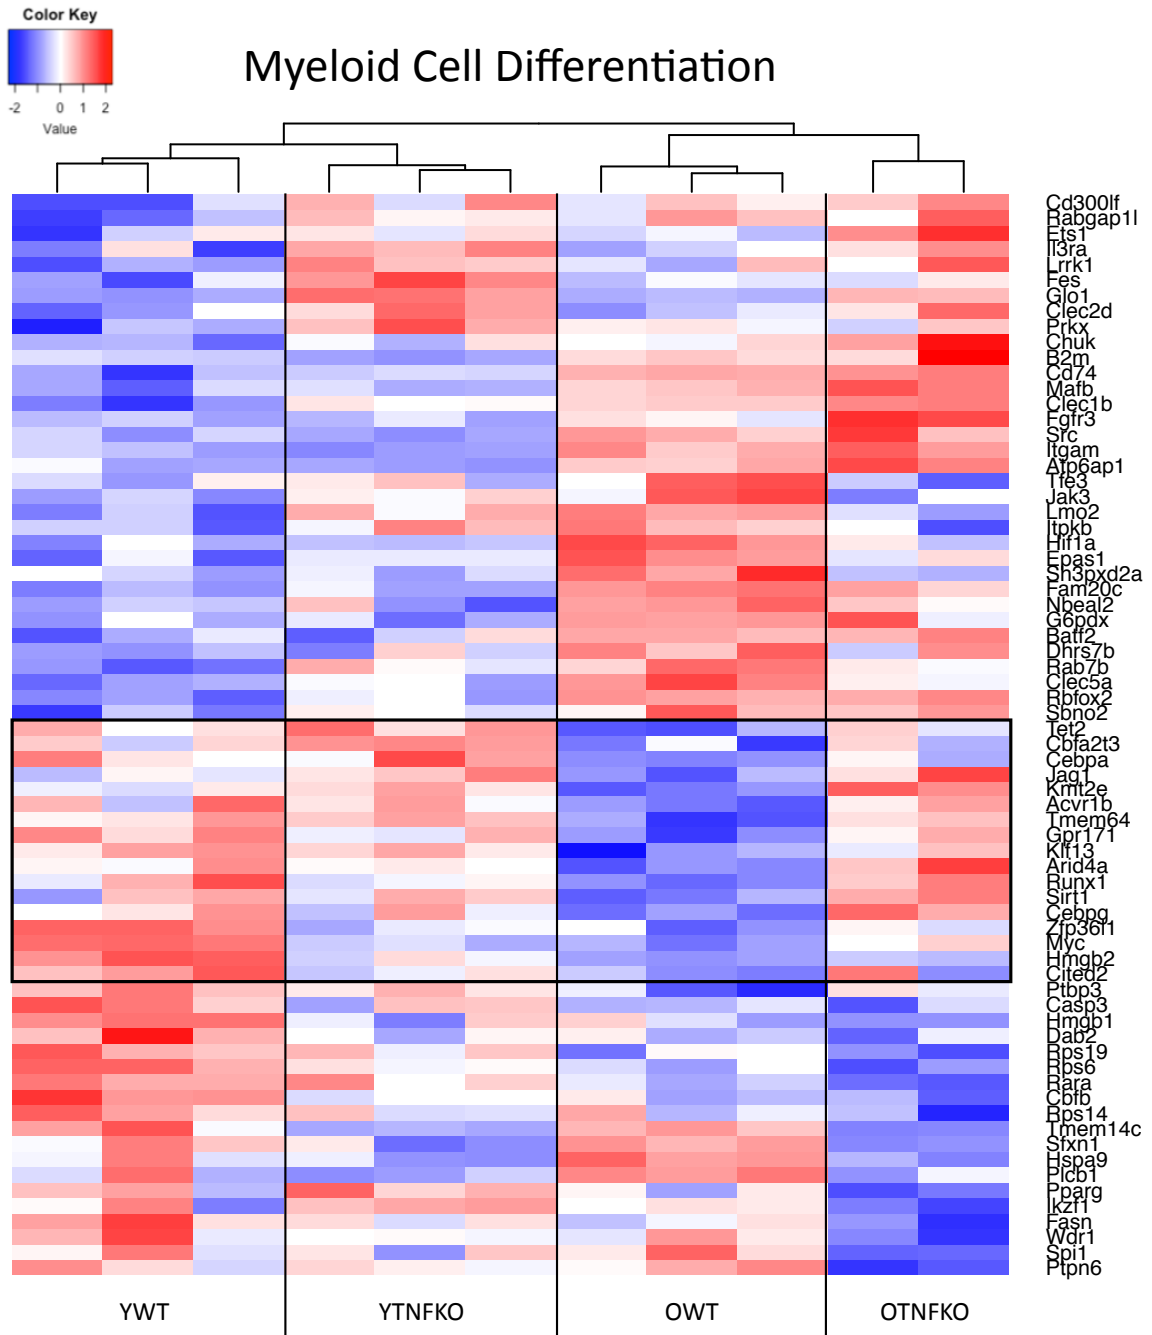 Color Key
-2 0 1 2
Value
Myeloid Cell Differentiation
Cd300lf
Rabgap1l
Ets1
Il3ra
Lrrk1
Fes
Glo1
Clec2d
Prkx
Chuk
B2m
Cd74
Mafb
Clec1b
Fgfr3
Src
Itgam
Atp6ap1
Tfe3
Jak3
Lmo2
Itpkb
Hif1a
Epas1
Sh3pxd2a
Fam20c
Nbeal2
G6pdx
Batf2
Dhrs7b
Rab7b
Clec5a
Rbfox2
Sbno2
Tet2
Cbfa2t3
Cebpa
Jag1
Kmt2e
Acvr1b
Tmem64
Gpr171
Klf13
Arid4a
Runx1
Sirt1
Cebpg
Zfp36l1
Myc
Hmgb2
Cited2
Ptbp3
Casp3
Hmgb1
Dab2
Rps19
Rps6
Rara
Cbfb
Rps14
Tmem14c
Sfxn1
Hspa9
Plcb1
Pparg
Ikzf1
Fasn
Wdr1
Spi1
Ptpn6
YWT YTNFKO OWT OTNFKO